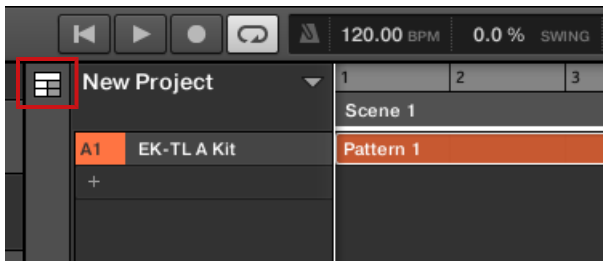 120.00 BPM 0.0 % SWING
New Project 1 2 3
Scene 1
A1 EK-TL A Kit Pattern 1
+